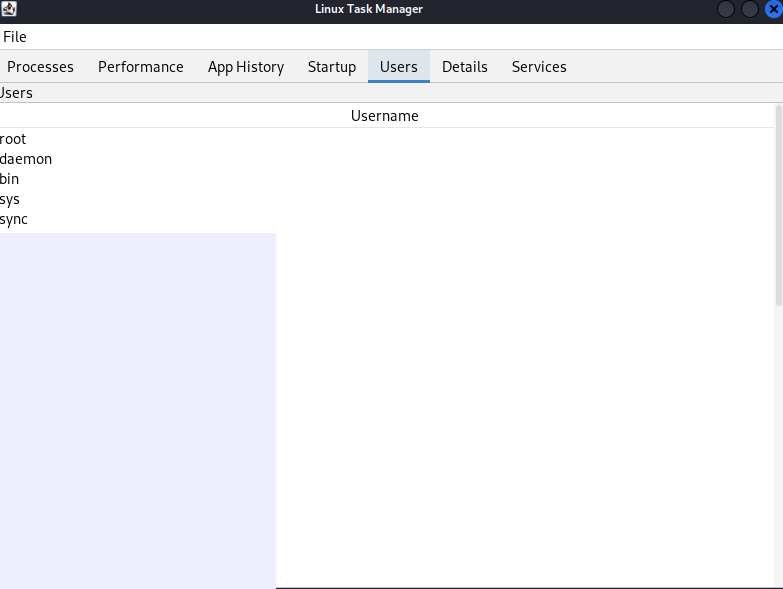 Linux Task Manager
File
Processes Performance App History Startup Users Details Services
Users
Username
root
daemon
bin
sys
sync